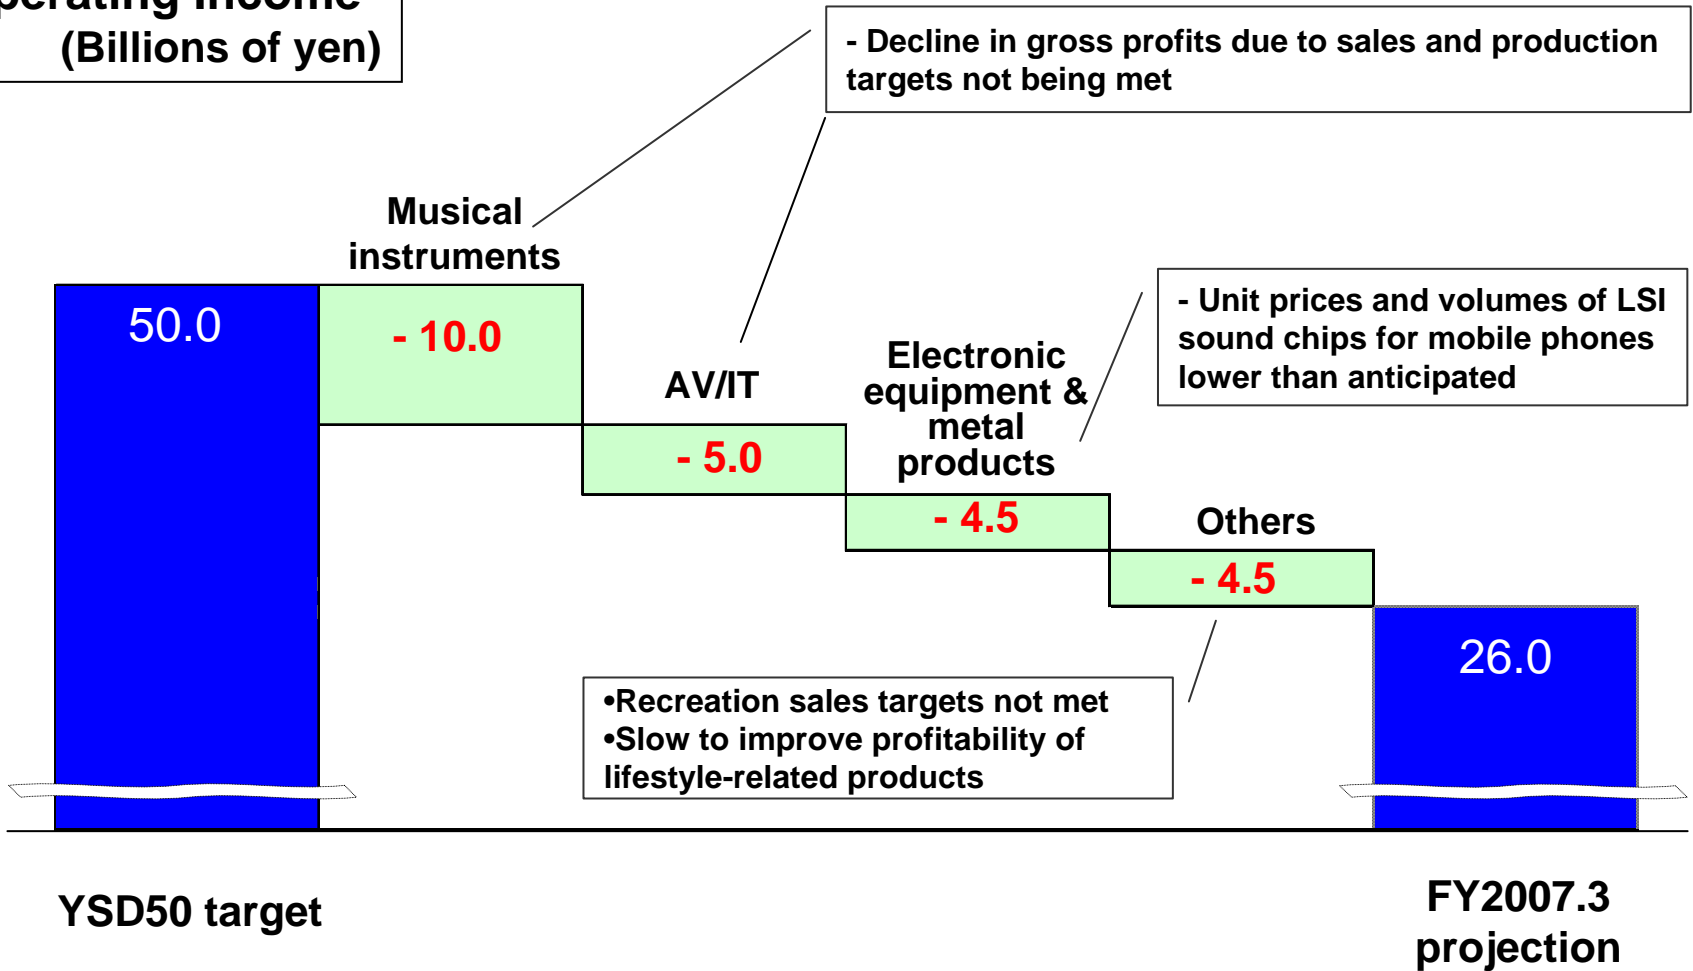 perating Income
(Billions of yen)
- Decline in gross profits due to sales and production
targets not being met
Musical
instruments
- Unit prices and volumes of LSI
sound chips for mobile phones
lower than anticipated
50.0
- 10.0
AV/IT
Electronic
equipment &
metal
products
- 5.0
- 4.5
Others
- 4.5
26.0
•Recreation sales targets not met
•Slow to improve profitability of
lifestyle-related products
YSD50 target
FY2007.3
projection